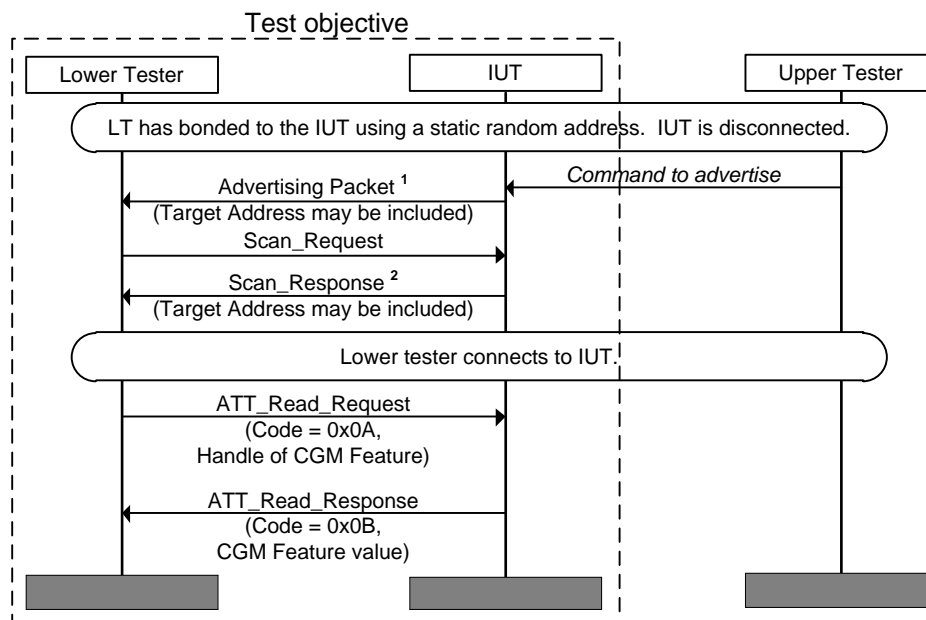 Test objective
Lower Tester
IUT
Upper Tester
LT has bonded to the IUT using a static random address. IUT is disconnected.
Command to advertise
Advertising Packet 1
(Target Address may be included)
Scan_Request
Scan_Response 2
(Target Address may be included)
Lower tester connects to IUT.
ATT_Read_Request
(Code = 0x0A,
Handle of CGM Feature)
ATT_Read_Response
(Code = 0x0B,
CGM Feature value)